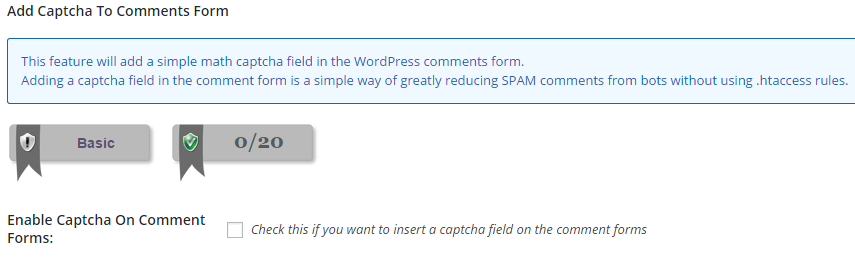 Add Captcha To Comments Form
This feature will add a simple math captcha field in the WordPress comments form.
Adding a captcha field in the comment form is a simple way of greatly reducing SPAM comments from bots without using .htaccess rules.
Basic
0/20
Enable Captcha On Comment
Forms:
Check this if you want to insert a captcha field on the comment forms